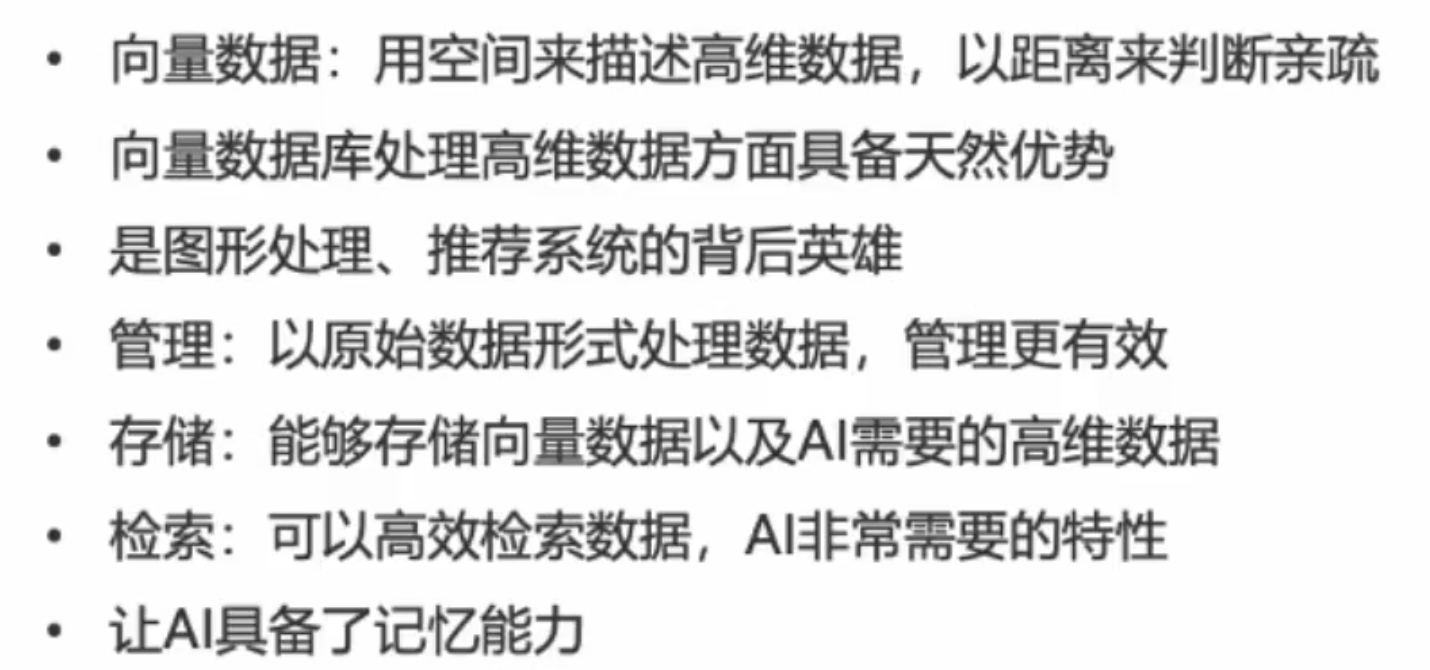 • 向量数据：用空间来描述高维数据，以距离来判断亲疏
• 向量数据库处理高维数据方面具备天然优势
• 是图形处理、推荐系统的背后英雄
• 管理：以原始数据形式处理数据，管理更有效
• 存储：能够存储向量数据以及AI需要的高维数据
• 检索：可以高效检索数据，AI非常需要的特性
• 让AI具备了记忆能力